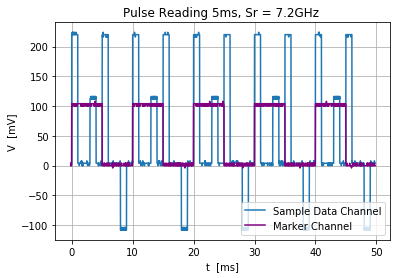 Pulse Reading 5ms, Sr = 7.2GHz
V [mV]
200
150
100
50
0
−50
−100
0
10
20
30
40
50
t [ms]
Sample Data Channel
Marker Channel